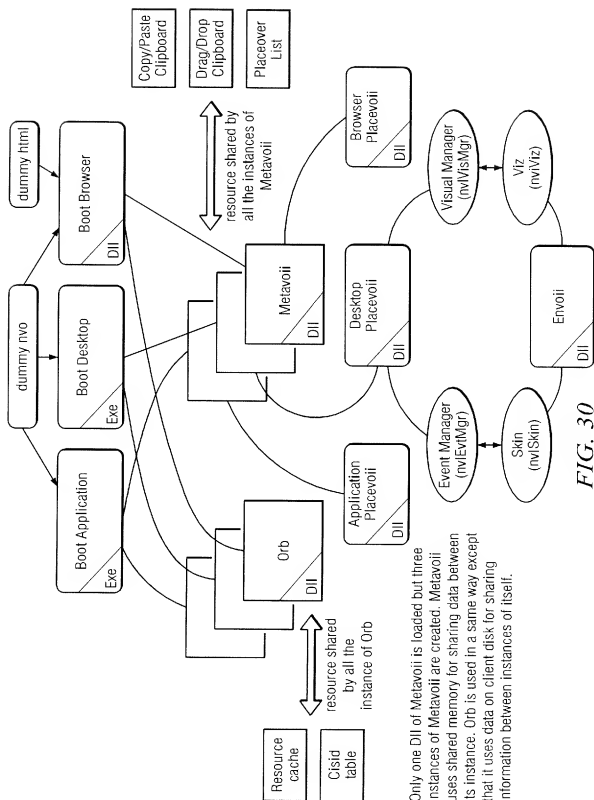 dummy nvo
dummy html
Boot Application
Exe
Boot Desktop
Exe
Boot Browser
Dll
Copy/Paste
Clipboard
Drag/Drop
Clipboard
Placeover
List
resource shared by
all the instances of
Metavoii
Resource
cache
Cisid
table
resource shared
by all the
instance of Orb
Orb
Dll
Metavoii
Dll
Application
Placevoii
Dll
Desktop
Placevoii
Dll
Browser
Placevoii
Dll
Event Manager
(nvlEvtMgr)
Visual Manager
(nvlVisMgr)
Skin
(nvlSkin)
Viz
(nvlViz)
Envoii
Dll
Only one Dll of Metavoii is loaded but three
instances of Metavoii are created. Metavoii
uses shared memory for sharing data between
its instance. Orb is used in a same way except
that it uses data on client disk for sharing
information between instances of itself.
FIG. 30